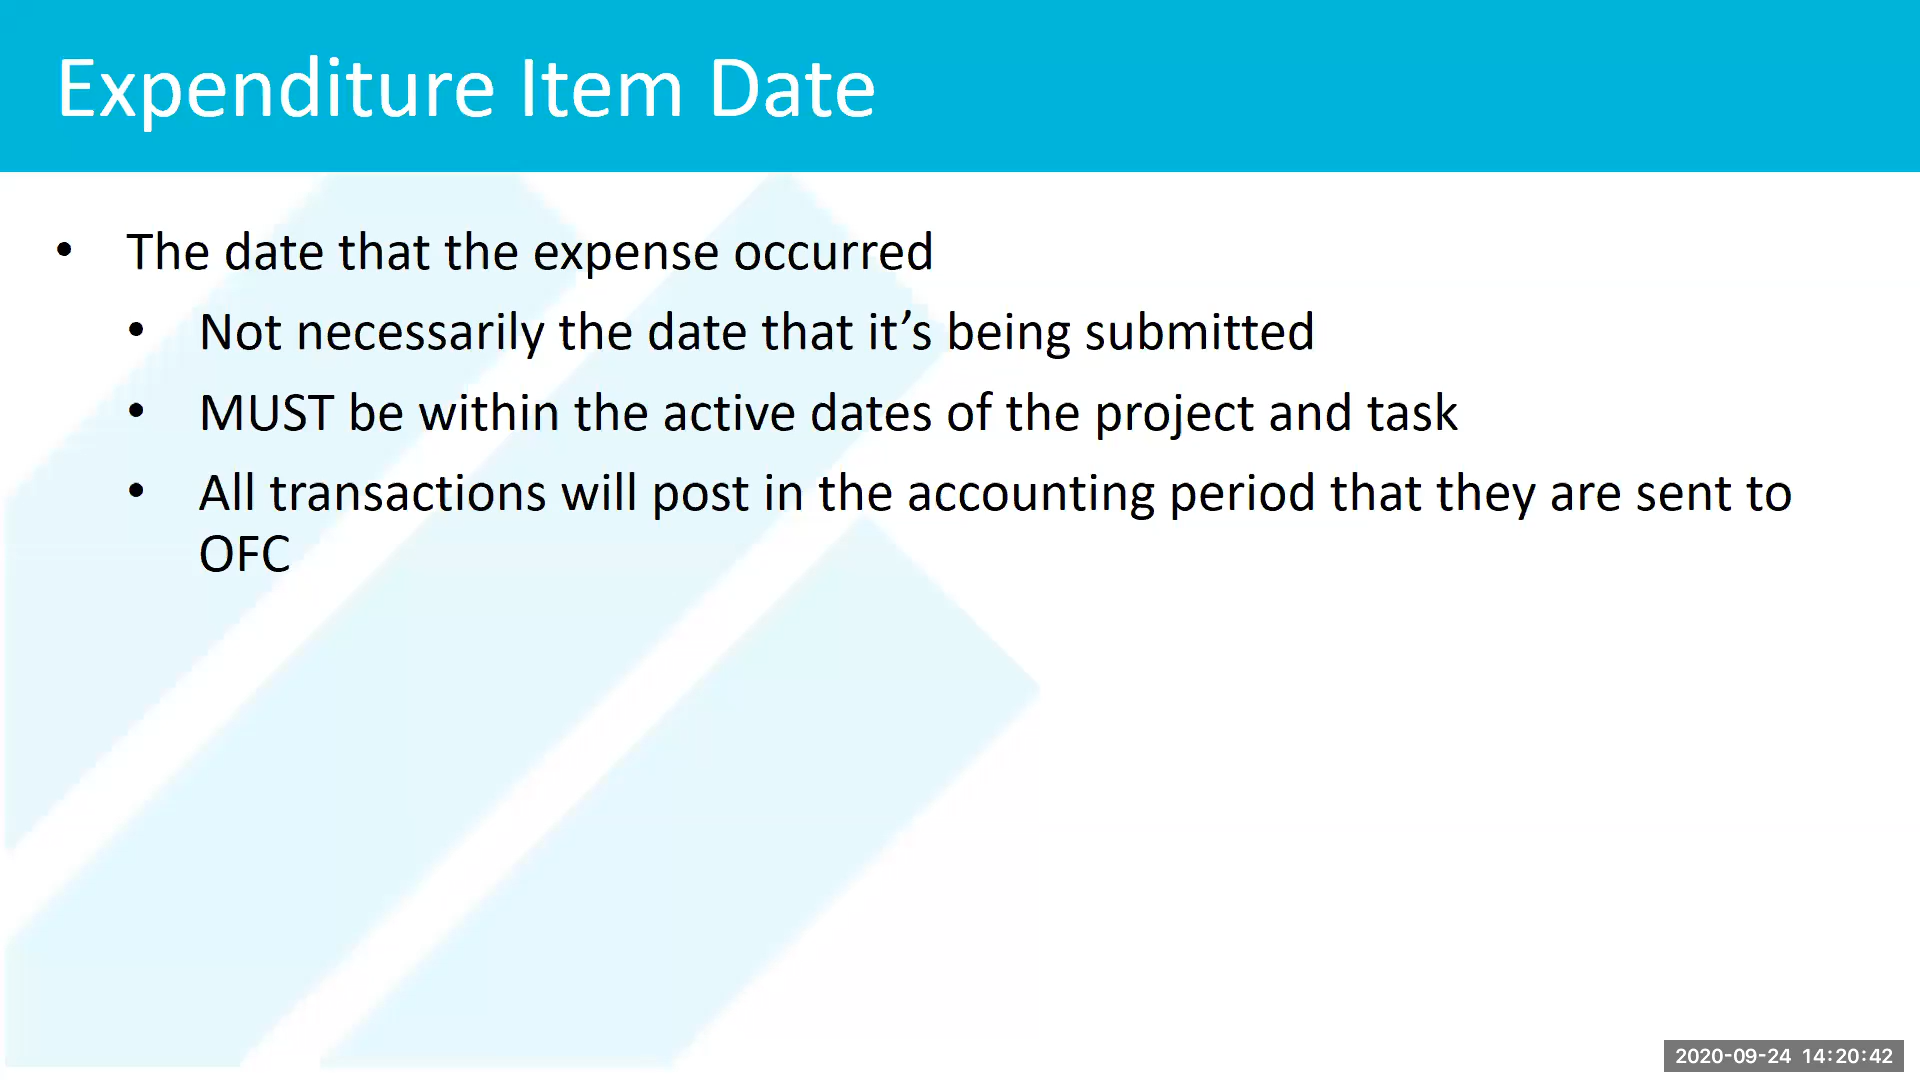 Expenditure Item Date
• The date that the expense occurred
• Not necessarily the date that it’s being submitted
• MUST be within the active dates of the project and task
• All transactions will post in the accounting period that they are sent to
OFC
2020-09-24 14:20:42